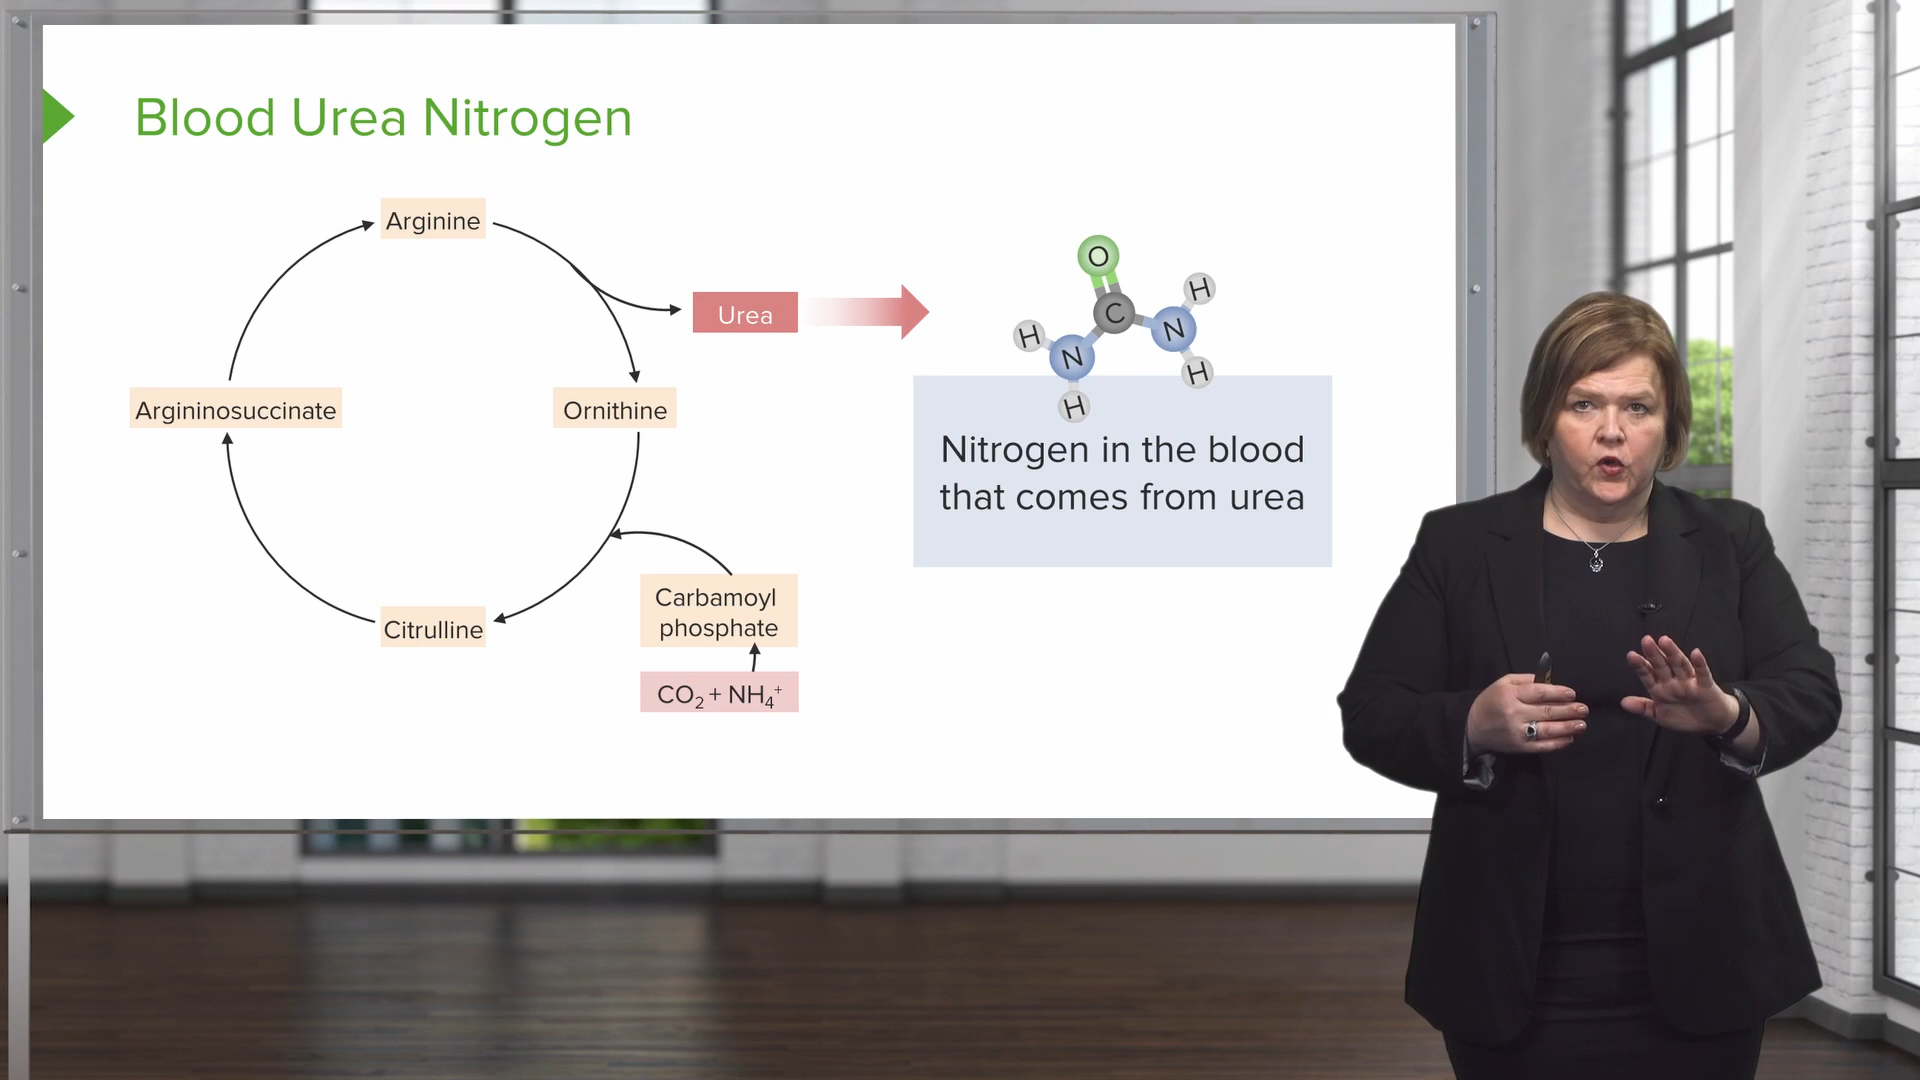 Blood Urea Nitrogen
Arginine
Urea
Argininosuccinate
Ornithine
Citrulline
Carbamoyl
phosphate
CO₂ + NH₄⁺
O
C
N
H
H
N
H
H
Nitrogen in the blood
that comes from urea